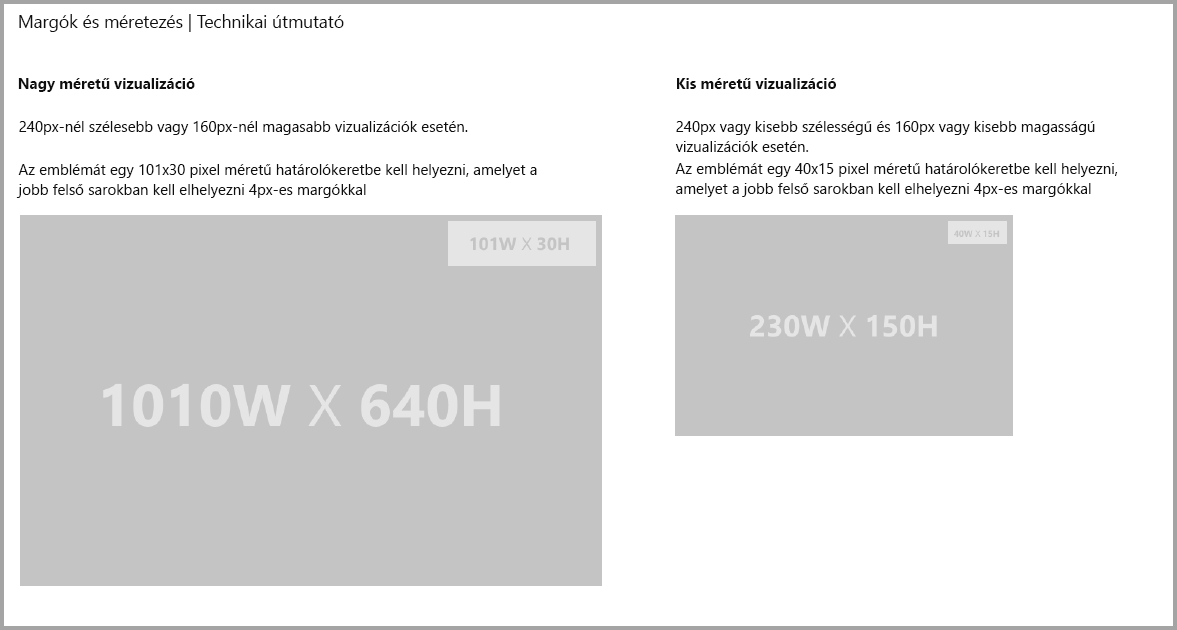 Margók és méretezés | Technikai útmutató
Nagy méretű vizualizáció
240px-nél szélesebb vagy 160px-nél magasabb vizualizációk esetén.
Az emblémát egy 101x30 pixel méretű határolókeretbe kell helyezni, amelyet a
jobb felső sarokban kell elhelyezni 4px-es margókkal
101W X 30H
1010W X 640H
Kis méretű vizualizáció
240px vagy kisebb szélességű és 160px vagy kisebb magasságú
vizualizációk esetén.
Az emblémát egy 40x15 pixel méretű határolókeretbe kell helyezni,
amelyet a jobb felső sarokban kell elhelyezni 4px-es margókkal
40W X 15H
230W X 150H